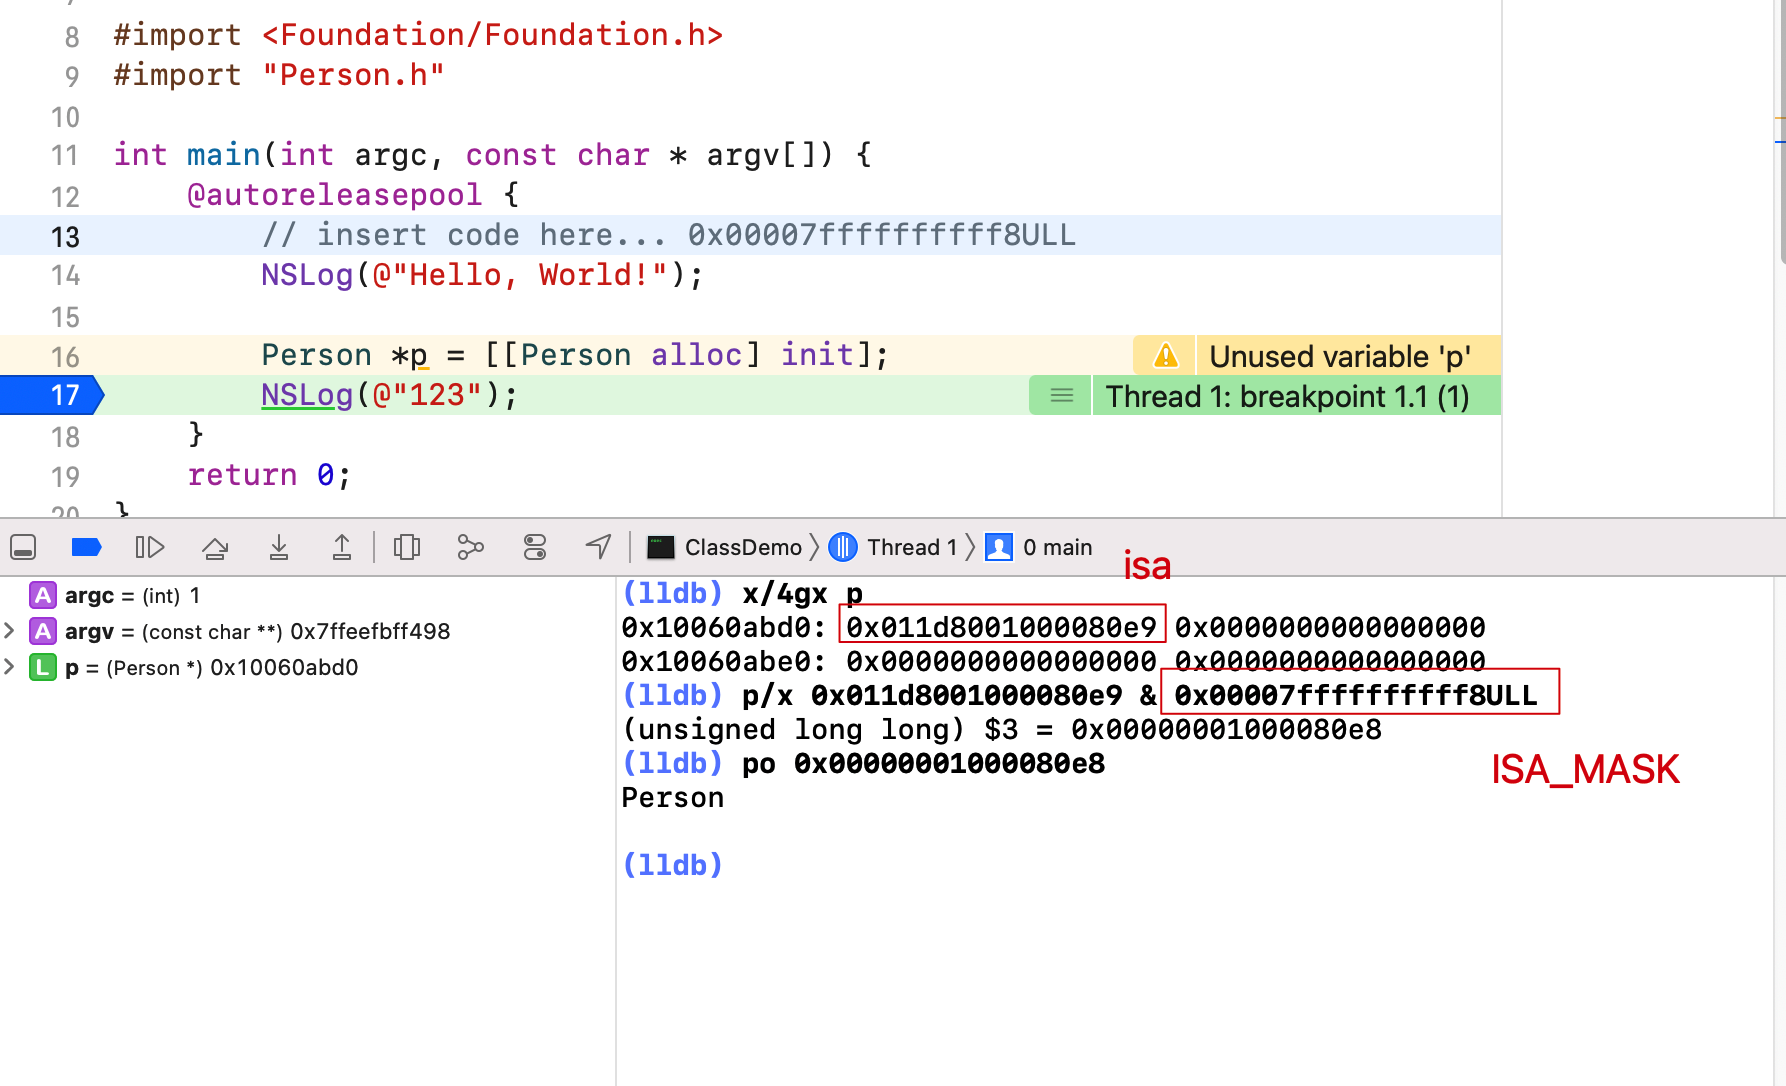 8 #import <Foundation/Foundation.h>
9 #import "Person.h"
10
11 int main(int argc, const char * argv[]) {
12 @autoreleasepool {
13 // insert code here... 0x00007ffffffffff8ULL
14 NSLog(@"Hello, World!");
15
16 Person *p = [[Person alloc] init]; Unused variable 'p'
17 NSLog(@"123"); Thread 1: breakpoint 1.1 (1)
18 }
19 return 0;
20 }
ClassDemo Thread 1 0 main
isa
A argc = (int) 1
A argv = (const char **) 0x7ffeefbff498
L p = (Person *) 0x10060abd0
(lldb) x/4gx p
0x10060abd0: 0x011d8001000080e9 0x0000000000000000
0x10060abe0: 0x0000000000000000 0x0000000000000000
(lldb) p/x 0x011d8001000080e9 & 0x00007ffffffffff8ULL
(unsigned long long) $3 = 0x00000001000080e8
(lldb) po 0x00000001000080e8
ISA_MASK
Person
(lldb)